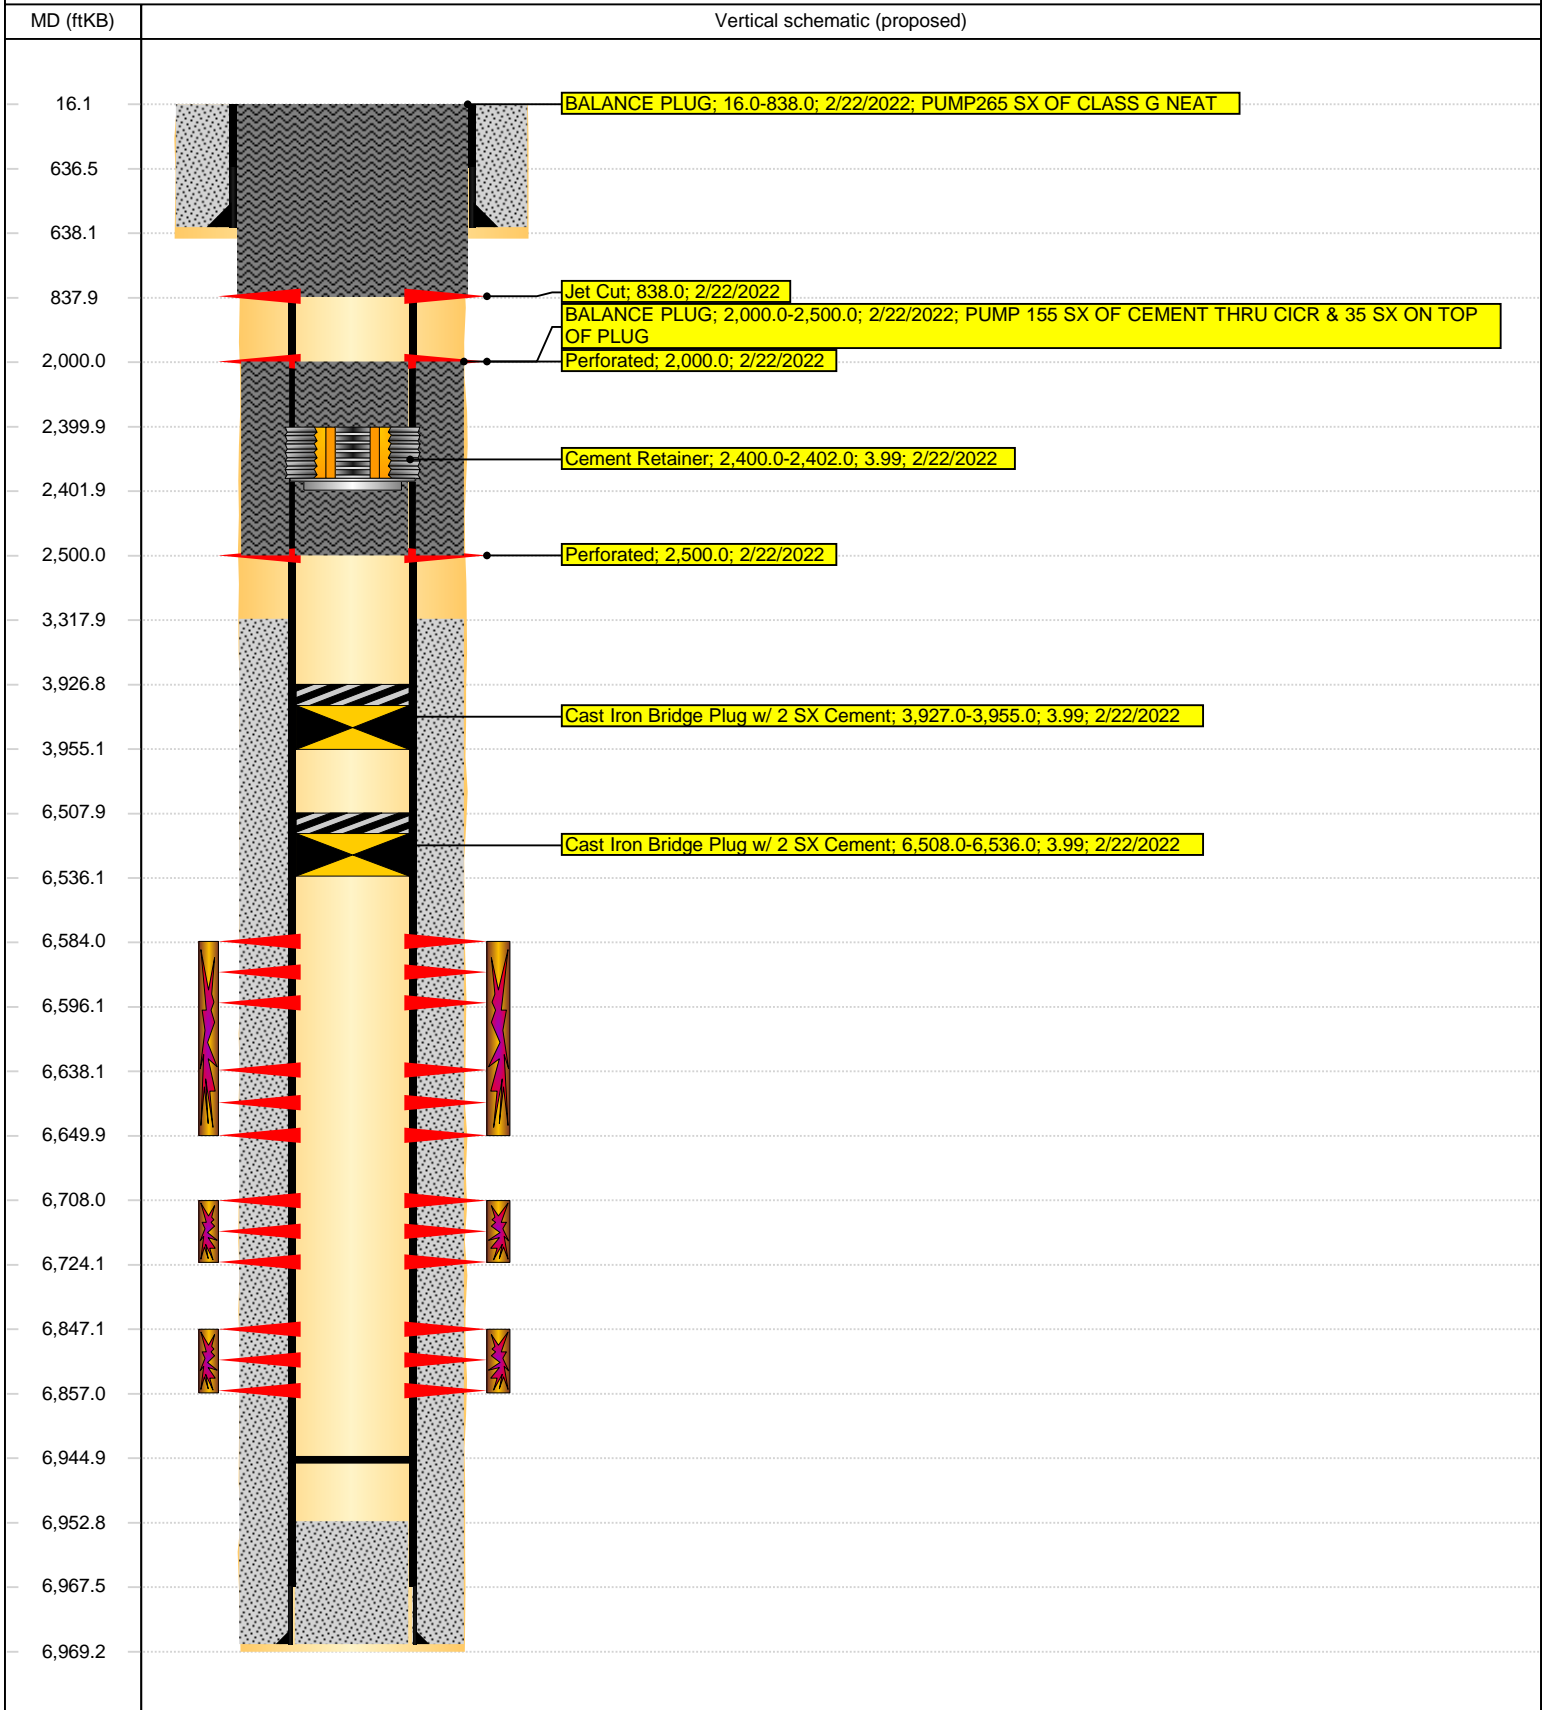 MD (ftKB)
Vertical schematic (proposed)
16.1
BALANCE PLUG; 16.0-838.0; 2/22/2022; PUMP265 SX OF CLASS G NEAT
636.5
638.1
Jet Cut; 838.0; 2/22/2022
837.9
BALANCE PLUG; 2,000.0-2,500.0; 2/22/2022; PUMP 155 SX OF CEMENT THRU CICR & 35 SX ON TOP
OF PLUG
2,000.0
Perforated; 2,000.0; 2/22/2022
2,399.9
Cement Retainer; 2,400.0-2,402.0; 3.99; 2/22/2022
2,401.9
2,500.0
Perforated; 2,500.0; 2/22/2022
3,317.9
3,926.8
Cast Iron Bridge Plug w/ 2 SX Cement; 3,927.0-3,955.0; 3.99; 2/22/2022
3,955.1
6,507.9
Cast Iron Bridge Plug w/ 2 SX Cement; 6,508.0-6,536.0; 3.99; 2/22/2022
6,536.1
6,584.0
6,596.1
6,638.1
6,649.9
6,708.0
6,724.1
6,847.1
6,857.0
6,944.9
6,952.8
6,967.5
6,969.2